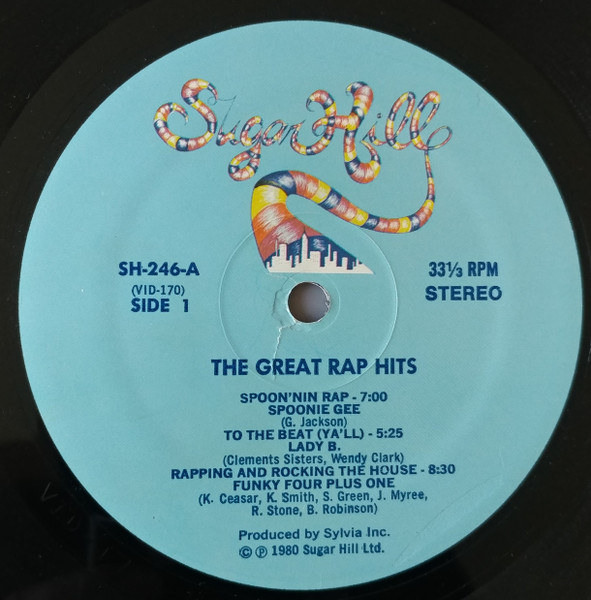 Sugar Hill
SH-246-A
(VID-170)
SIDE 1
33⅓ RPM
STEREO
THE GREAT RAP HITS
SPOON'NIN RAP - 7:00
SPOONIE GEE
(G. Jackson)
TO THE BEAT (YA'LL) - 5:25
LADY B.
(Clements Sisters, Wendy Clark)
RAPPING AND ROCKING THE HOUSE - 8:30
FUNKY FOUR PLUS ONE
(K. Ceasar, K. Smith, S. Green, J. Myree,
R. Stone, B. Robinson)
Produced by Sylvia Inc.
© ℗ 1980 Sugar Hill Ltd.